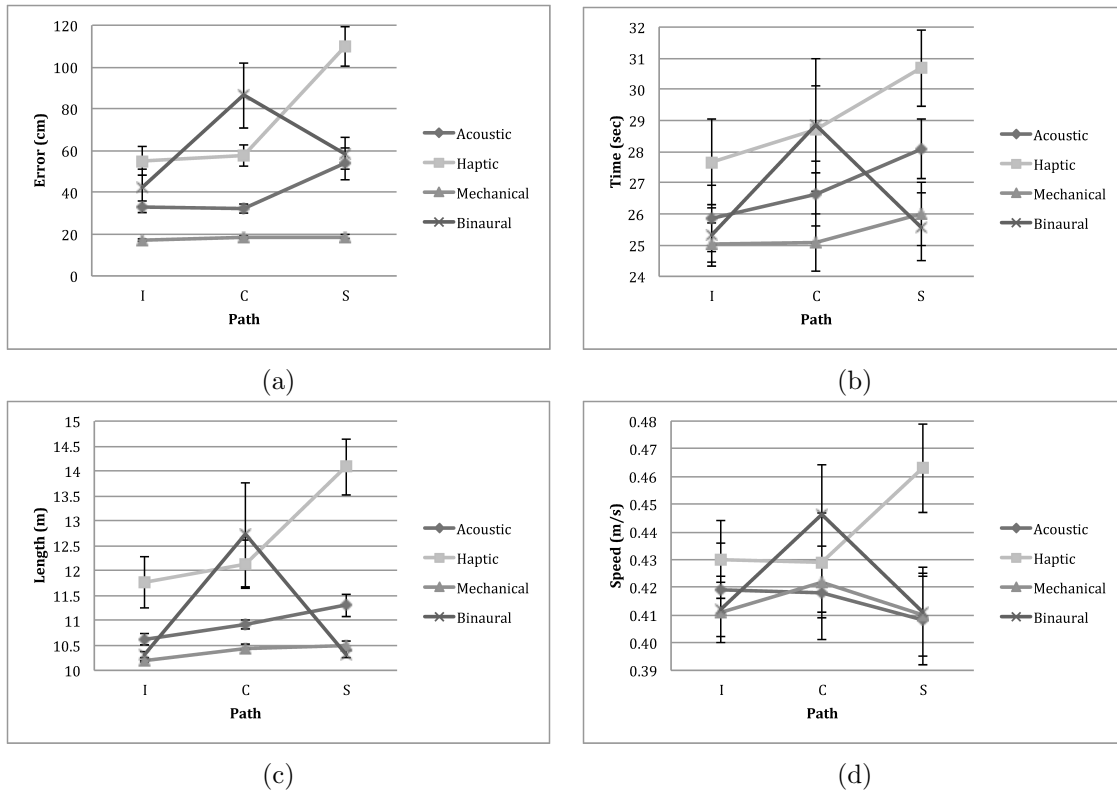 120
100
80
60
40
20
0
Error (cm)
I C S
Path
Acoustic
Haptic
Mechanical
Binaural
(a)
32
31
30
29
28
27
26
25
24
Time (sec)
I C S
Path
Acoustic
Haptic
Mechanical
Binaural
(b)
15
14.5
14
13.5
13
12.5
12
11.5
11
10.5
10
Length (m)
I C S
Path
Acoustic
Haptic
Mechanical
Binaural
(c)
0.48
0.47
0.46
0.45
0.44
0.43
0.42
0.41
0.40
0.39
Speed (m/s)
I C S
Path
Acoustic
Haptic
Mechanical
Binaural
(d)